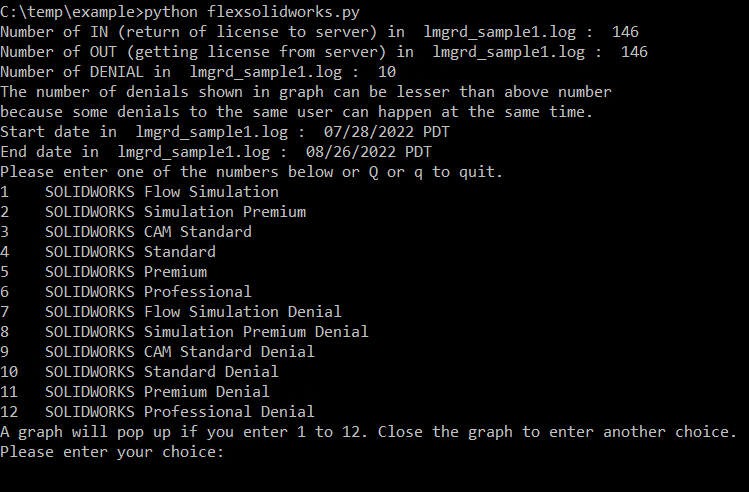 C:\temp\example>python flexsolidworks.py
Number of IN (return of license to server) in  lmgrd_sample1.log :  146
Number of OUT (getting license from server) in  lmgrd_sample1.log :  146
Number of DENIAL in  lmgrd_sample1.log :  10
The number of denials shown in graph can be lesser than above number
because some denials to the same user can happen at the same time.
Start date in  lmgrd_sample1.log :  07/28/2022 PDT
End date in  lmgrd_sample1.log :  08/26/2022 PDT
Please enter one of the numbers below or Q or q to quit.
1    SOLIDWORKS Flow Simulation
2    SOLIDWORKS Simulation Premium
3    SOLIDWORKS CAM Standard
4    SOLIDWORKS Standard
5    SOLIDWORKS Premium
6    SOLIDWORKS Professional
7    SOLIDWORKS Flow Simulation Denial
8    SOLIDWORKS Simulation Premium Denial
9    SOLIDWORKS CAM Standard Denial
10   SOLIDWORKS Standard Denial
11   SOLIDWORKS Premium Denial
12   SOLIDWORKS Professional Denial
A graph will pop up if you enter 1 to 12. Close the graph to enter another choice.
Please enter your choice: